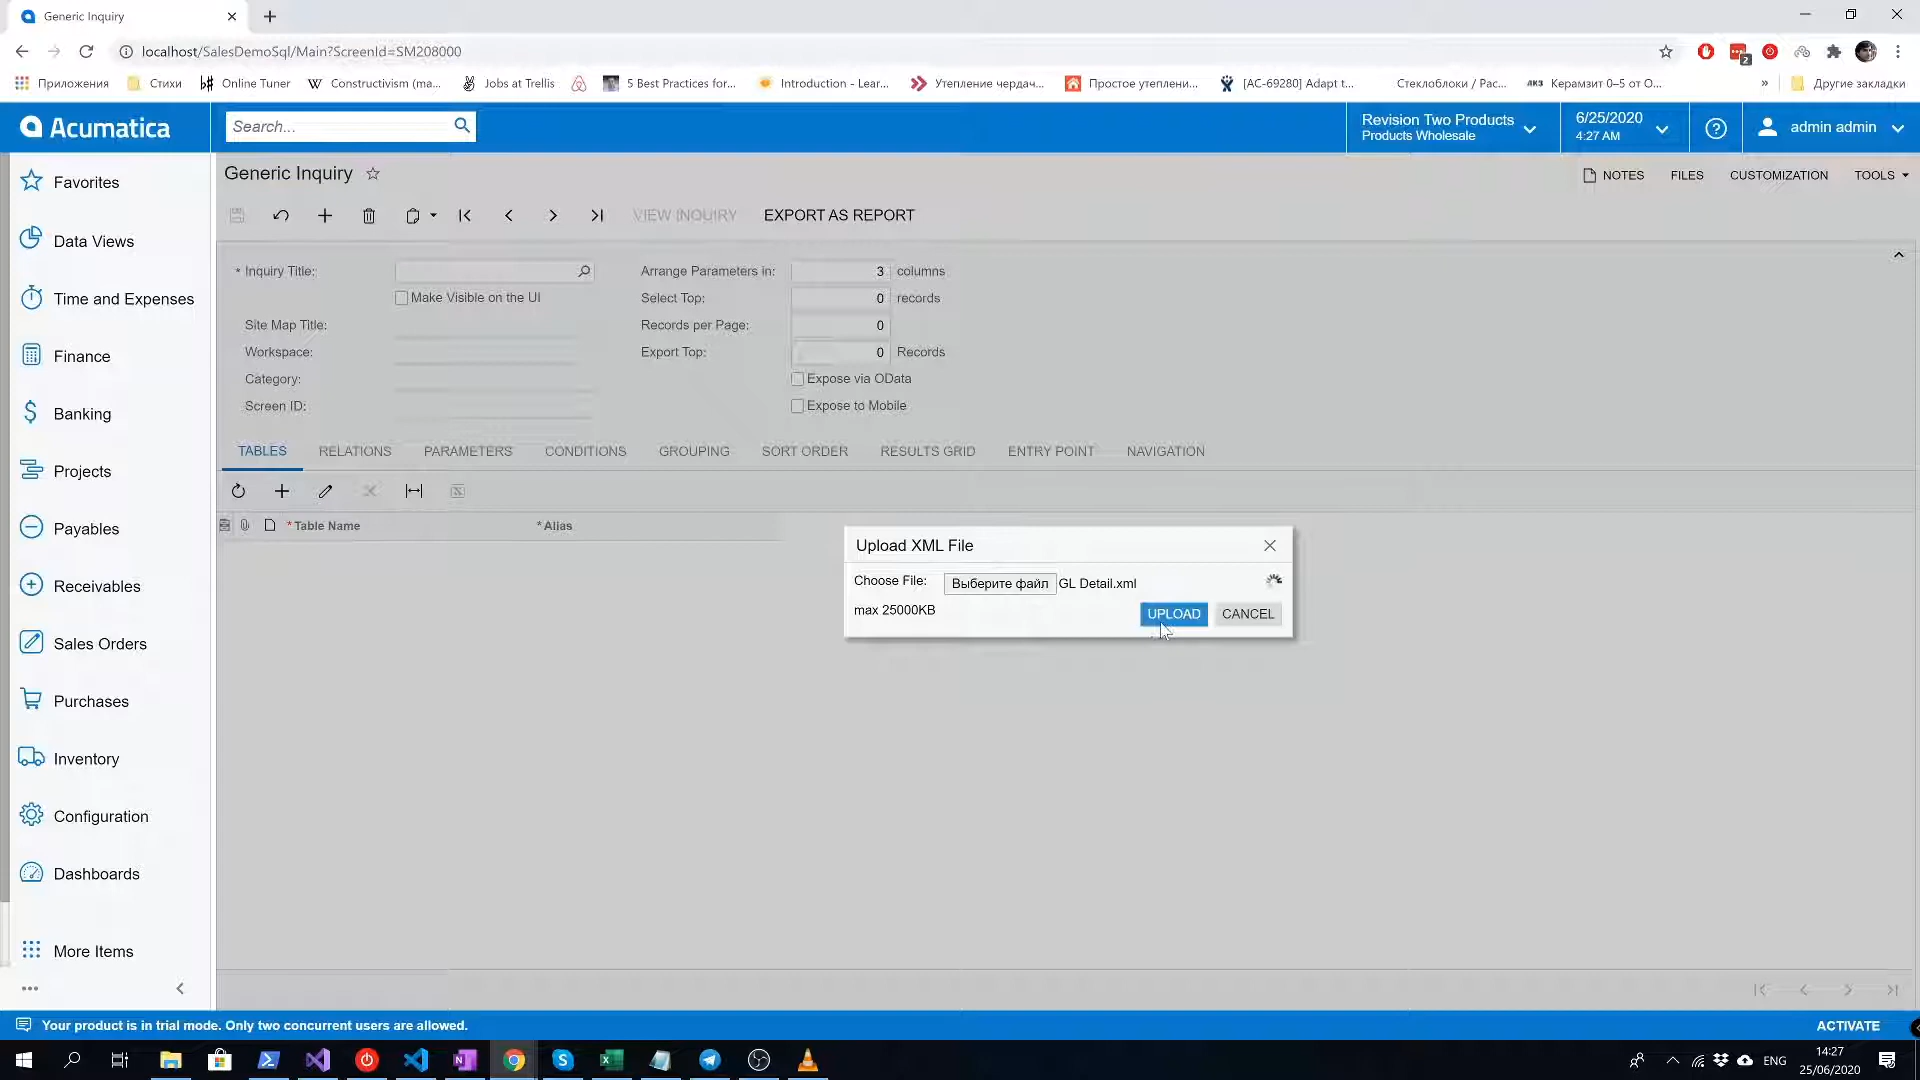 Generic Inquiry
localhost/SalesDemoSql/Main?ScreenId=SM208000
2
Приложения
Стихи
Online Tuner
Constructivism (ma...
Jobs at Trellis
5 Best Practices for...
Introduction - Lear...
Утепление чердач...
Простое утеплени...
[AC-69280] Adapt t...
Стеклоблоки / Рас...
Керамзит 0–5 от О...
»
Другие закладки
Acumatica
Search...
Revision Two Products
Products Wholesale
6/25/2020
4:27 AM
admin admin
Favorites
Data Views
Time and Expenses
Finance
Banking
Projects
Payables
Receivables
Sales Orders
Purchases
Inventory
Configuration
Dashboards
More Items
Generic Inquiry
NOTES
FILES
CUSTOMIZATION
TOOLS
VIEW INQUIRY
EXPORT AS REPORT
* Inquiry Title:
Make Visible on the UI
Site Map Title:
Workspace:
Category:
Screen ID:
Arrange Parameters in: 3 columns
Select Top: 0 records
Records per Page: 0
Export Top: 0 Records
Expose via OData
Expose to Mobile
TABLES
RELATIONS
PARAMETERS
CONDITIONS
GROUPING
SORT ORDER
RESULTS GRID
ENTRY POINT
NAVIGATION
* Table Name
* Alias
Upload XML File
Choose File: Выберите файл GL Detail.xml
max 25000KB
UPLOAD
CANCEL
Your product is in trial mode. Only two concurrent users are allowed.
ACTIVATE
ENG
14:27
25/06/2020